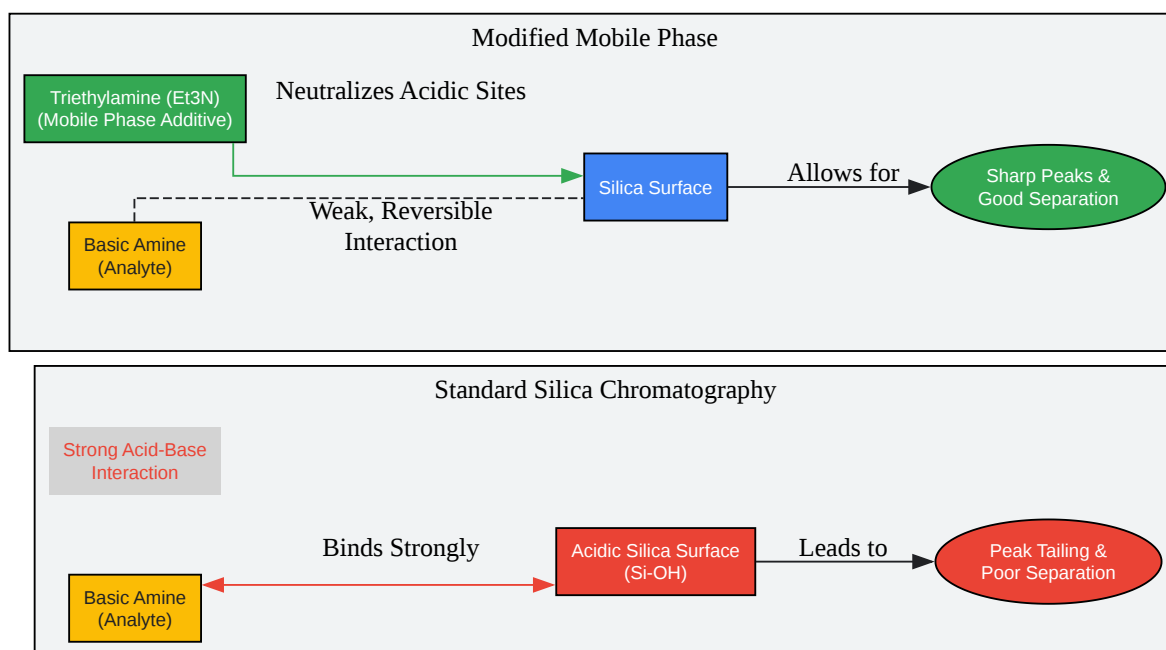 Modified Mobile Phase
Triethylamine (Et3N)
(Mobile Phase Additive)
Neutralizes Acidic Sites
Silica Surface
Allows for
Sharp Peaks &
Good Separation
Weak, Reversible
Interaction
Basic Amine
(Analyte)
Standard Silica Chromatography
Strong Acid-Base
Interaction
Binds Strongly
Acidic Silica Surface
(Si-OH)
Leads to
Peak Tailing &
Poor Separation
Basic Amine
(Analyte)